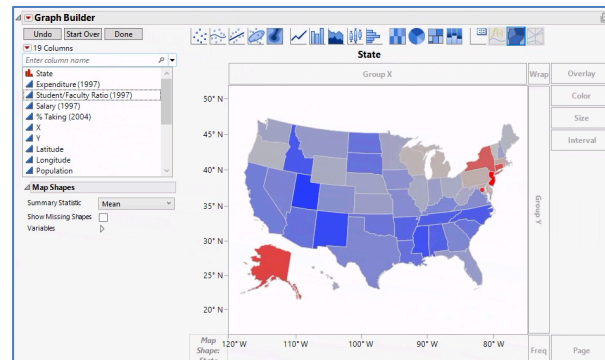 Graph Builder
Undo Start Over Done
19 Columns
Enter column name
State
Expenditure (1997)
Student/Faculty Ratio (1997)
Salary (1997)
% Taking (2004)
X
Y
Latitude
Longitude
Population
Map Shapes
Summary Statistic Mean
Show Missing Shapes
Variables
State
Group X
Wrap
Overlay
Color
Size
Interval
50° N
45° N
40° N
35° N
30° N
25° N
20° N
Group Y
Map
Shape:
State
120° W 110° W 100° W 90° W 80° W
Freq
Page